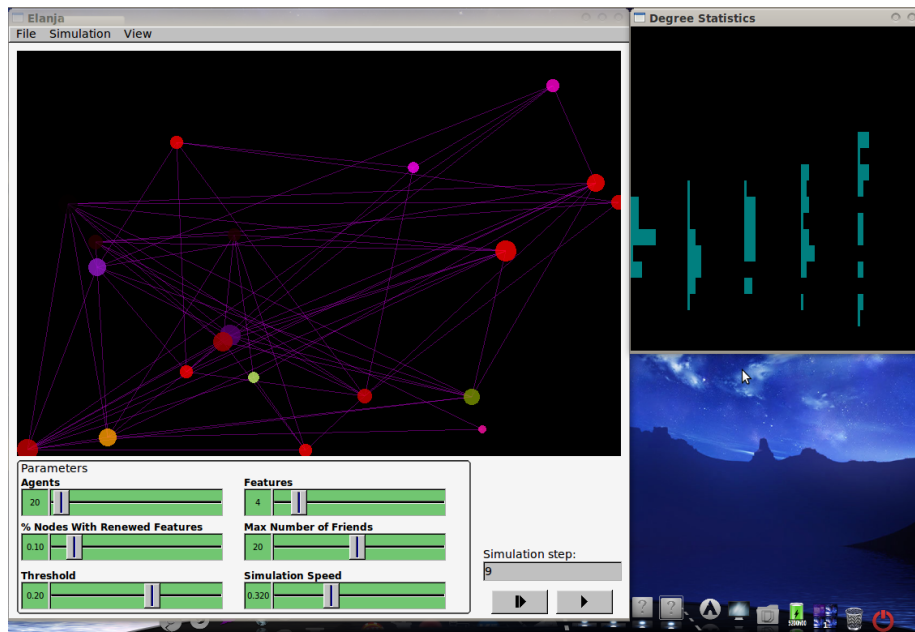 Elanja
Degree Statistics
File Simulation View
Parameters
Agents
Features
20
4
% Nodes With Renewed Features
Max Number of Friends
0.10
20
Threshold
Simulation Speed
0.20
0.320
Simulation step:
9
? ?